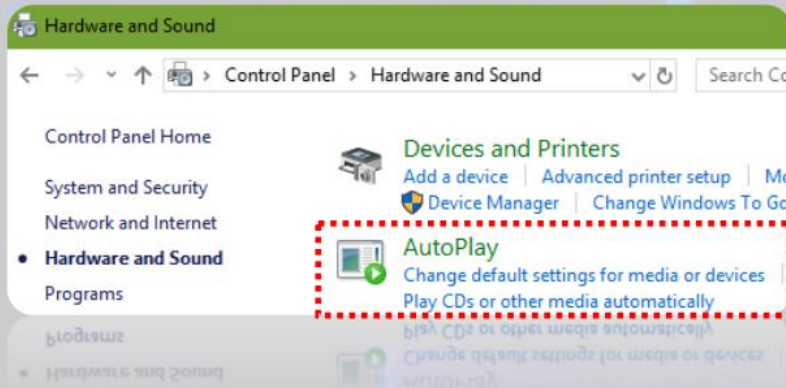 Hardware and Sound
Control Panel > Hardware and Sound
Search Co
Control Panel Home
System and Security
Network and Internet
Hardware and Sound
Programs
Devices and Printers
Add a device | Advanced printer setup | Mo
Device Manager | Change Windows To Go
AutoPlay
Change default settings for media or devices
Play CDs or other media automatically